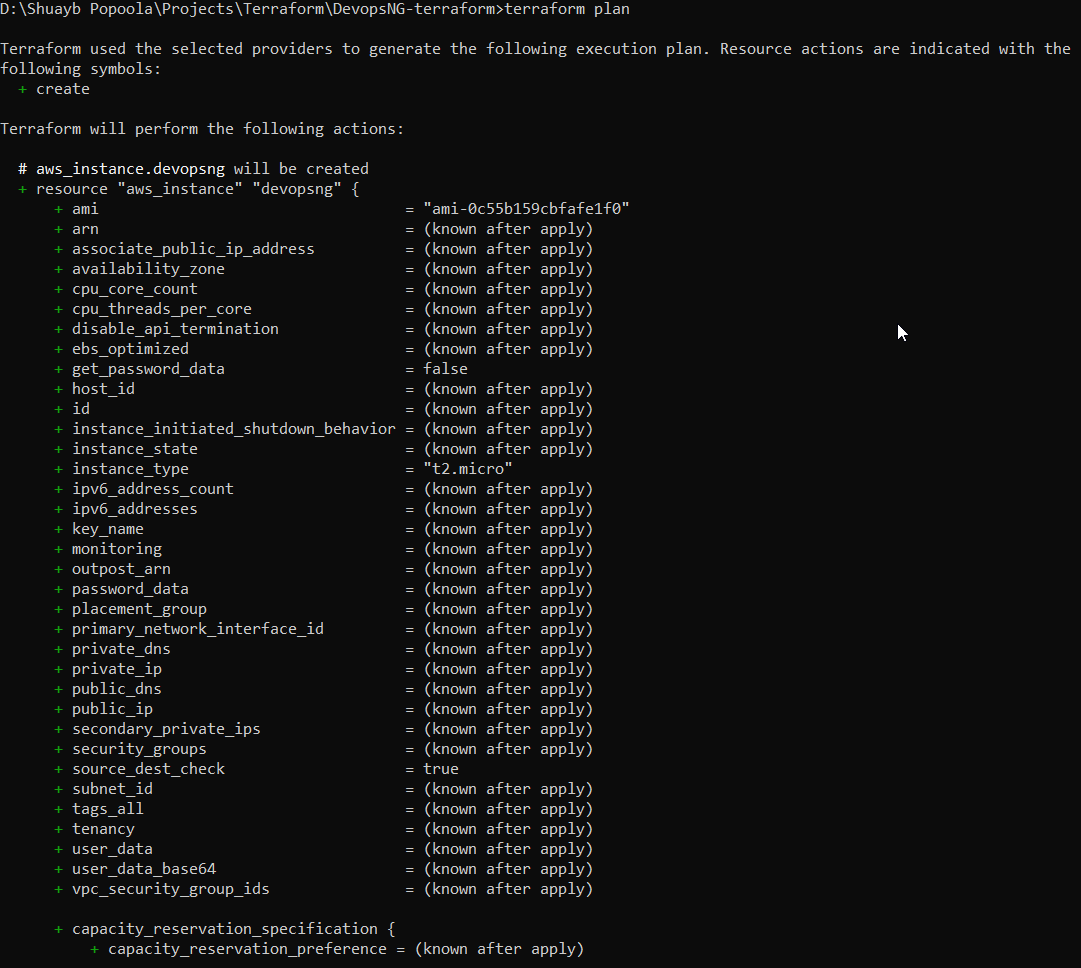 D:\Shuayb Popoola\Projects\Terraform\DevopsNG-terraform>terraform plan
Terraform used the selected providers to generate the following execution plan. Resource actions are indicated with the
following symbols:
  + create
Terraform will perform the following actions:
  # aws_instance.devopsng will be created
  + resource "aws_instance" "devopsng" {
      + ami                                  = "ami-0c55b159cbfafe1f0"
      + arn                                  = (known after apply)
      + associate_public_ip_address          = (known after apply)
      + availability_zone                    = (known after apply)
      + cpu_core_count                       = (known after apply)
      + cpu_threads_per_core                 = (known after apply)
      + disable_api_termination              = (known after apply)
      + ebs_optimized                        = (known after apply)
      + get_password_data                    = false
      + host_id                              = (known after apply)
      + id                                   = (known after apply)
      + instance_initiated_shutdown_behavior = (known after apply)
      + instance_state                       = (known after apply)
      + instance_type                        = "t2.micro"
      + ipv6_address_count                   = (known after apply)
      + ipv6_addresses                       = (known after apply)
      + key_name                             = (known after apply)
      + monitoring                           = (known after apply)
      + outpost_arn                          = (known after apply)
      + password_data                        = (known after apply)
      + placement_group                      = (known after apply)
      + primary_network_interface_id         = (known after apply)
      + private_dns                          = (known after apply)
      + private_ip                           = (known after apply)
      + public_dns                           = (known after apply)
      + public_ip                            = (known after apply)
      + secondary_private_ips                = (known after apply)
      + security_groups                      = (known after apply)
      + source_dest_check                    = true
      + subnet_id                            = (known after apply)
      + tags_all                             = (known after apply)
      + tenancy                              = (known after apply)
      + user_data                            = (known after apply)
      + user_data_base64                     = (known after apply)
      + vpc_security_group_ids               = (known after apply)
      + capacity_reservation_specification {
          + capacity_reservation_preference = (known after apply)